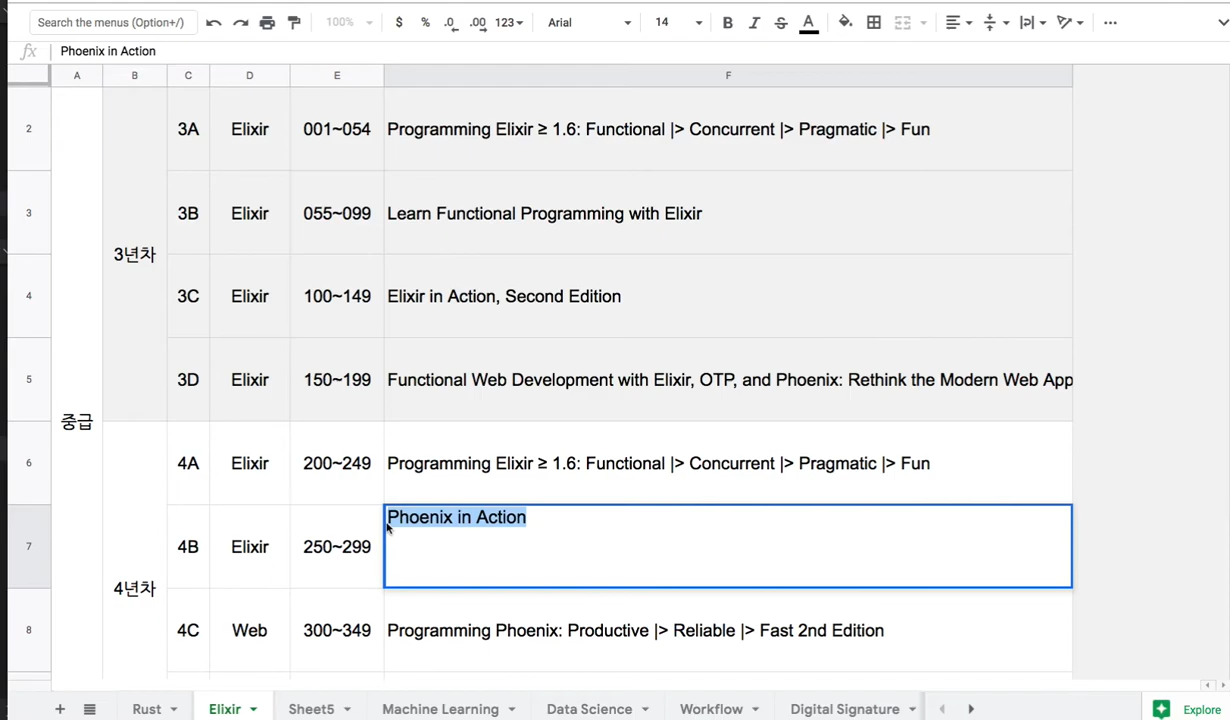 Search the menus (Option+/) 100% $ % .0 .00 123 Arial 14 B I S A ...
fx Phoenix in Action
A B C D E F
2 3A Elixir 001~054 Programming Elixir ≥ 1.6: Functional |> Concurrent |> Pragmatic |> Fun
3 3B Elixir 055~099 Learn Functional Programming with Elixir
3년차
4 3C Elixir 100~149 Elixir in Action, Second Edition
5 3D Elixir 150~199 Functional Web Development with Elixir, OTP, and Phoenix: Rethink the Modern Web App
중급
6 4A Elixir 200~249 Programming Elixir ≥ 1.6: Functional |> Concurrent |> Pragmatic |> Fun
7 4B Elixir 250~299 Phoenix in Action
4년차
8 4C Web 300~349 Programming Phoenix: Productive |> Reliable |> Fast 2nd Edition
+ Rust Elixir Sheet5 Machine Learning Data Science Workflow Digital Signature Explore